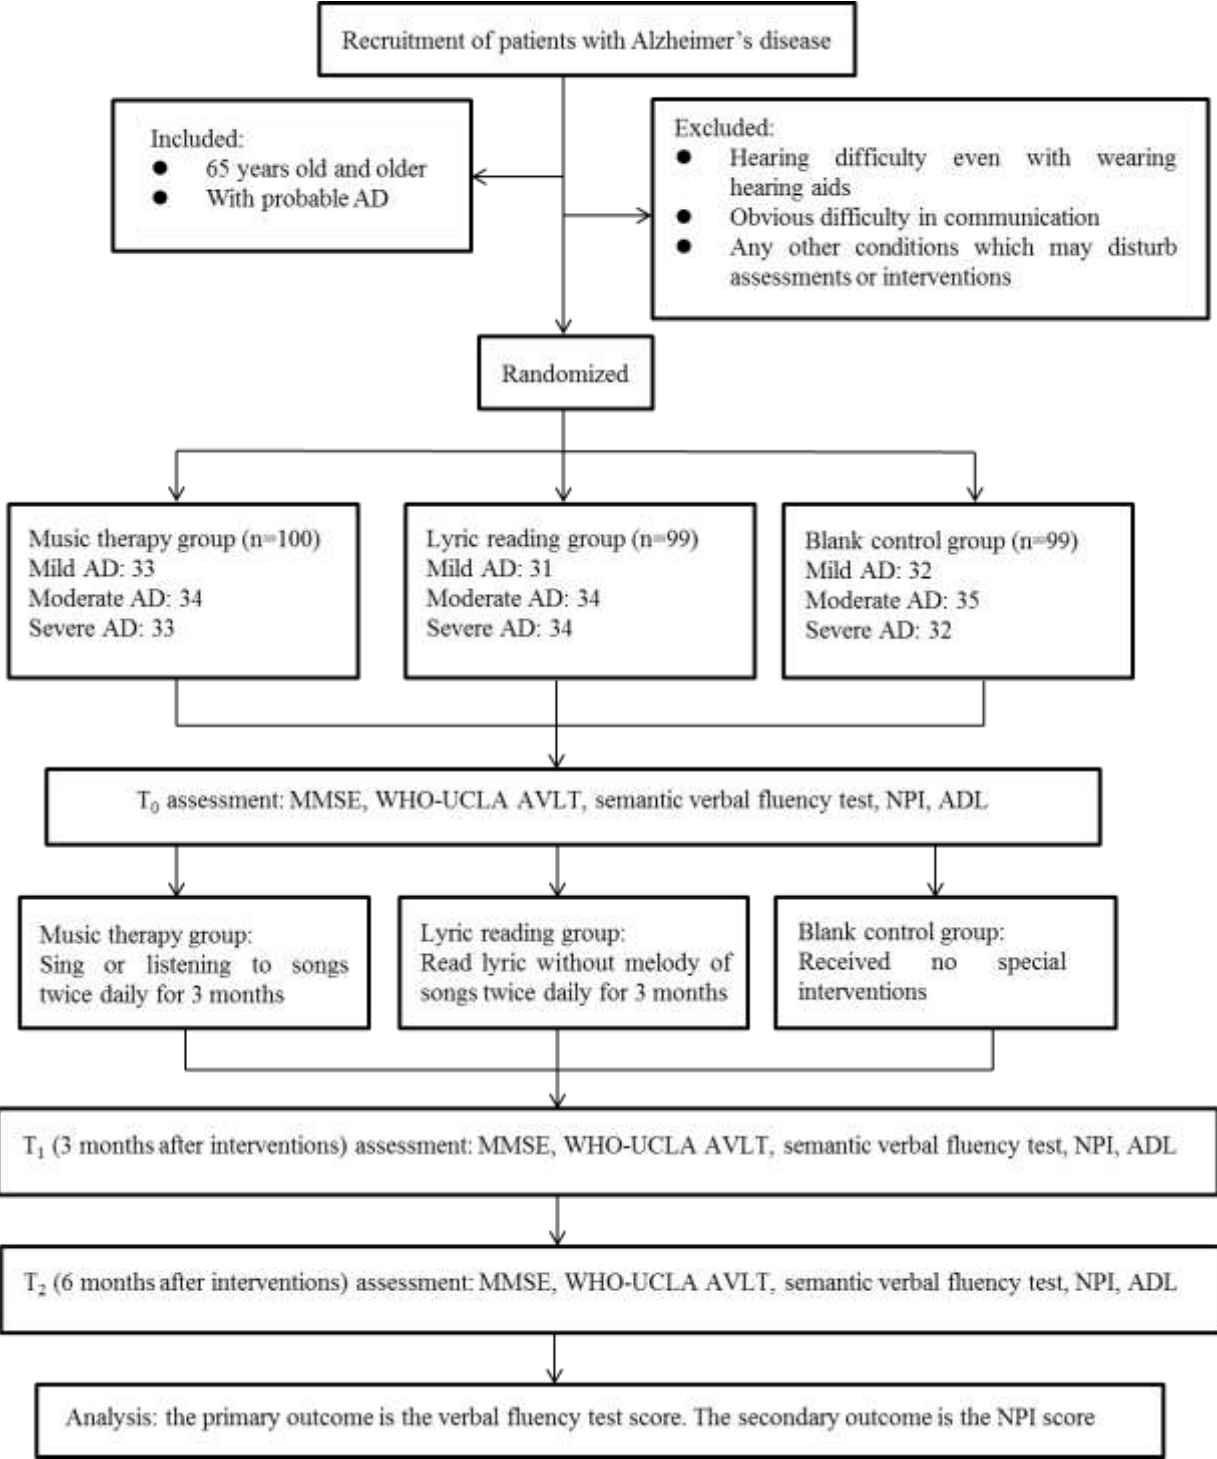 Recruitment of patients with Alzheimer's disease
Included:
● 65 years old and older
● With probable AD
Excluded:
● Hearing difficulty even with wearing
hearing aids
● Obvious difficulty in communication
● Any other conditions which may disturb
assessments or interventions
Randomized
Music therapy group (n=100)
Mild AD: 33
Moderate AD: 34
Severe AD: 33
Lyric reading group (n=99)
Mild AD: 31
Moderate AD: 34
Severe AD: 34
Blank control group (n=99)
Mild AD: 32
Moderate AD: 35
Severe AD: 32
T₀ assessment: MMSE, WHO-UCLA AVLT, semantic verbal fluency test, NPI, ADL
Music therapy group:
Sing or listening to songs
twice daily for 3 months
Lyric reading group:
Read lyric without melody of
songs twice daily for 3 months
Blank control group:
Received no special
interventions
T₁ (3 months after interventions) assessment: MMSE, WHO-UCLA AVLT, semantic verbal fluency test, NPI, ADL
T₂ (6 months after interventions) assessment: MMSE, WHO-UCLA AVLT, semantic verbal fluency test, NPI, ADL
Analysis: the primary outcome is the verbal fluency test score. The secondary outcome is the NPI score